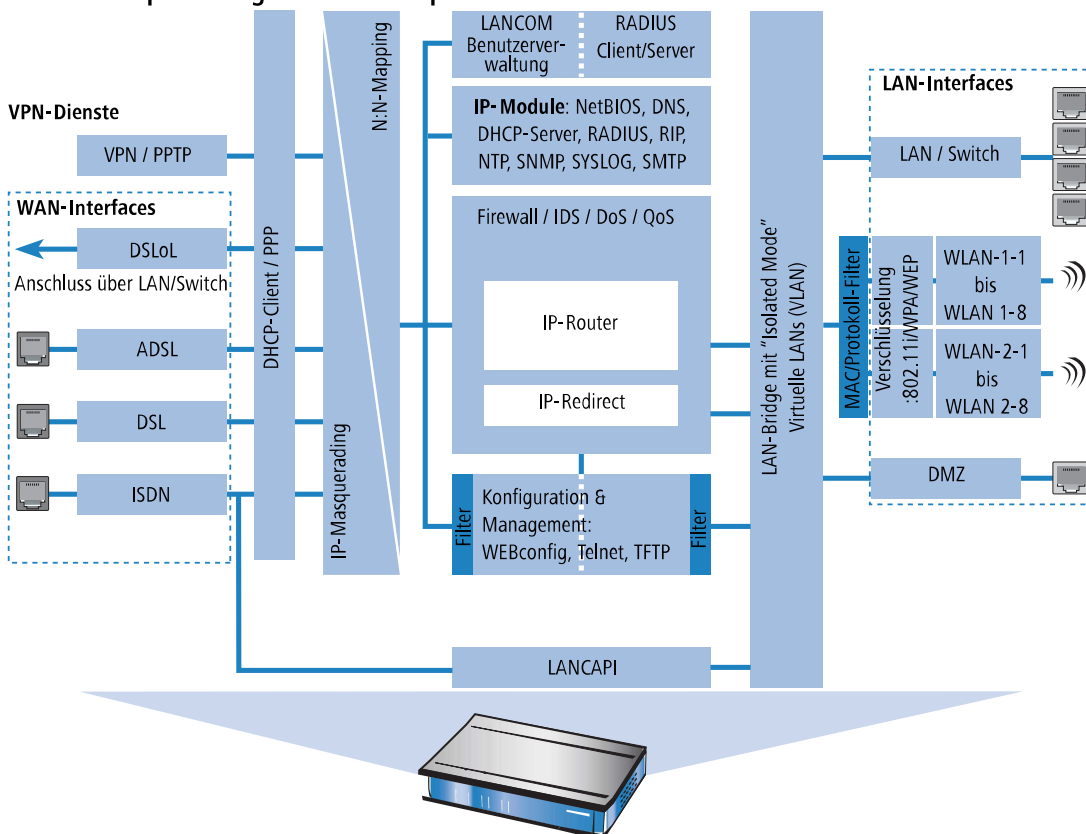 VPN-Dienste
VPN / PPTP
WAN-Interfaces
DSLoL
Anschluss über LAN/Switch
ADSL
DSL
ISDN
DHCP-Client / PPP
N:N-Mapping
IP-Masquerading
LANCOM
Benutzerver-
waltung
RADIUS
Client/Server
IP-Module: NetBIOS, DNS,
DHCP-Server, RADIUS, RIP,
NTP, SNMP, SYSLOG, SMTP
Firewall / IDS / DoS / QoS
IP-Router
IP-Redirect
Filter
Konfiguration &
Management:
WEBconfig, Telnet, TFTP
Filter
LANCAPI
LAN-Bridge mit "Isolated Mode"
Virtuelle LANs (VLAN)
LAN-Interfaces
LAN / Switch
MAC/Protokoll-Filter
Verschlüsselung
:802.11i/WPA/WEP
WLAN-1-1
bis
WLAN 1-8
WLAN-2-1
bis
WLAN 2-8
DMZ